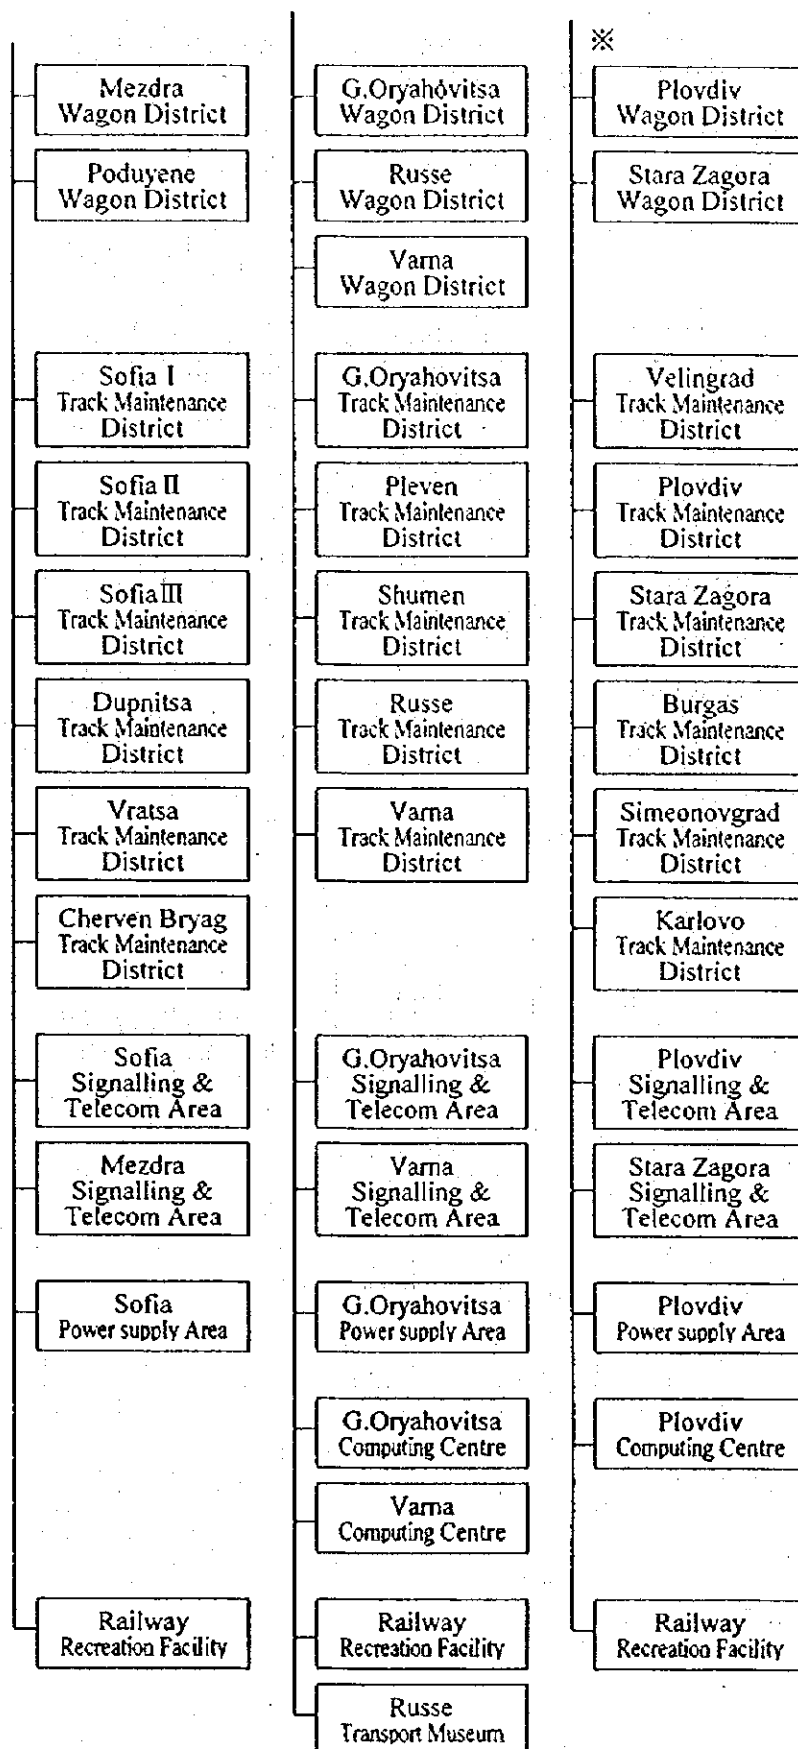 ※
Mezdra
Wagon District
Poduyene
Wagon District
Sofia I
Track Maintenance
District
Sofia II
Track Maintenance
District
Sofia III
Track Maintenance
District
Dupnitsa
Track Maintenance
District
Vratsa
Track Maintenance
District
Cherven Bryag
Track Maintenance
District
Sofia
Signalling &
Telecom Area
Mezdra
Signalling &
Telecom Area
Sofia
Power supply Area
Railway
Recreation Facility
G.Oryahovitsa
Wagon District
Russe
Wagon District
Varna
Wagon District
G.Oryahovitsa
Track Maintenance
District
Pleven
Track Maintenance
District
Shumen
Track Maintenance
District
Russe
Track Maintenance
District
Varna
Track Maintenance
District
G.Oryahovitsa
Signalling &
Telecom Area
Varna
Signalling &
Telecom Area
G.Oryahovitsa
Power supply Area
G.Oryahovitsa
Computing Centre
Varna
Computing Centre
Railway
Recreation Facility
Russe
Transport Museum
Plovdiv
Wagon District
Stara Zagora
Wagon District
Velingrad
Track Maintenance
District
Plovdiv
Track Maintenance
District
Stara Zagora
Track Maintenance
District
Burgas
Track Maintenance
District
Simeonovgrad
Track Maintenance
District
Karlovo
Track Maintenance
District
Plovdiv
Signalling &
Telecom Area
Stara Zagora
Signalling &
Telecom Area
Plovdiv
Power supply Area
Plovdiv
Computing Centre
Railway
Recreation Facility